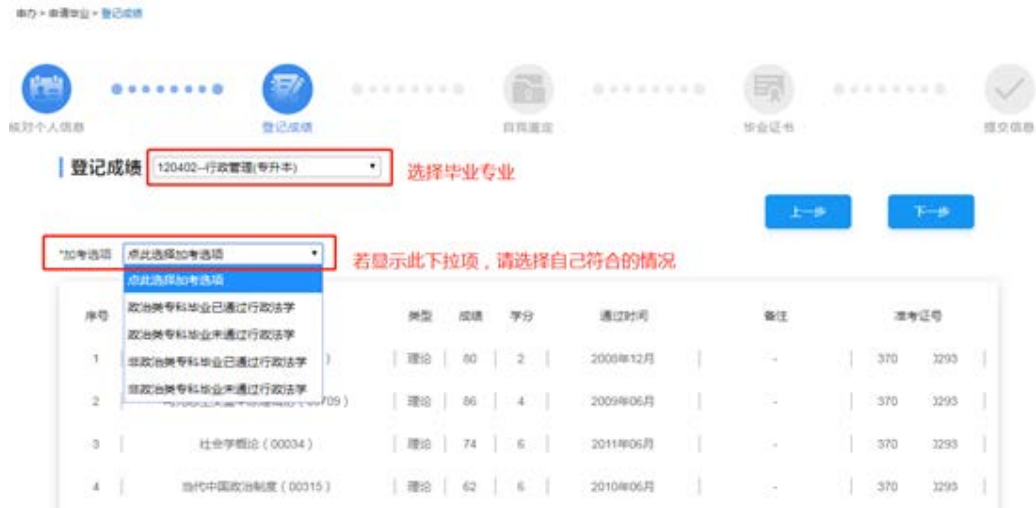 申办 > 申请毕业 > 登记成绩
核对个人信息
登记成绩
自我鉴定
毕业证书
提交信息
登记成绩 120402--行政管理(专升本) 选择毕业专业
上一步 下一步
*加考选项 点此选择加考选项 若显示此下拉项，请选择自己符合的情况
点此选择加考选项
政治类专科毕业已通过行政法学
政治类专科毕业未通过行政法学
非政治类专科毕业已通过行政法学
非政治类专科毕业未通过行政法学
序号 类型 成绩 学分 通过时间 备注 准考证号
1 ) 理论 80 2 2008年12月 - 370 3293
2 709) 理论 86 4 2009年06月 - 370 3293
3 社会学概论 ( 00034 ) 理论 74 6 2011年06月 - 370 3293
4 当代中国政治制度 ( 00315 ) 理论 62 6 2010年06月 - 370 3293